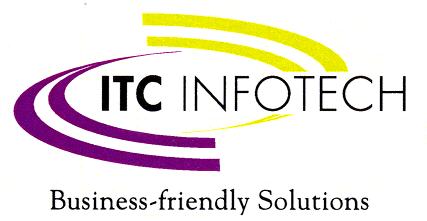 ITC INFOTECH
Business-friendly Solutions